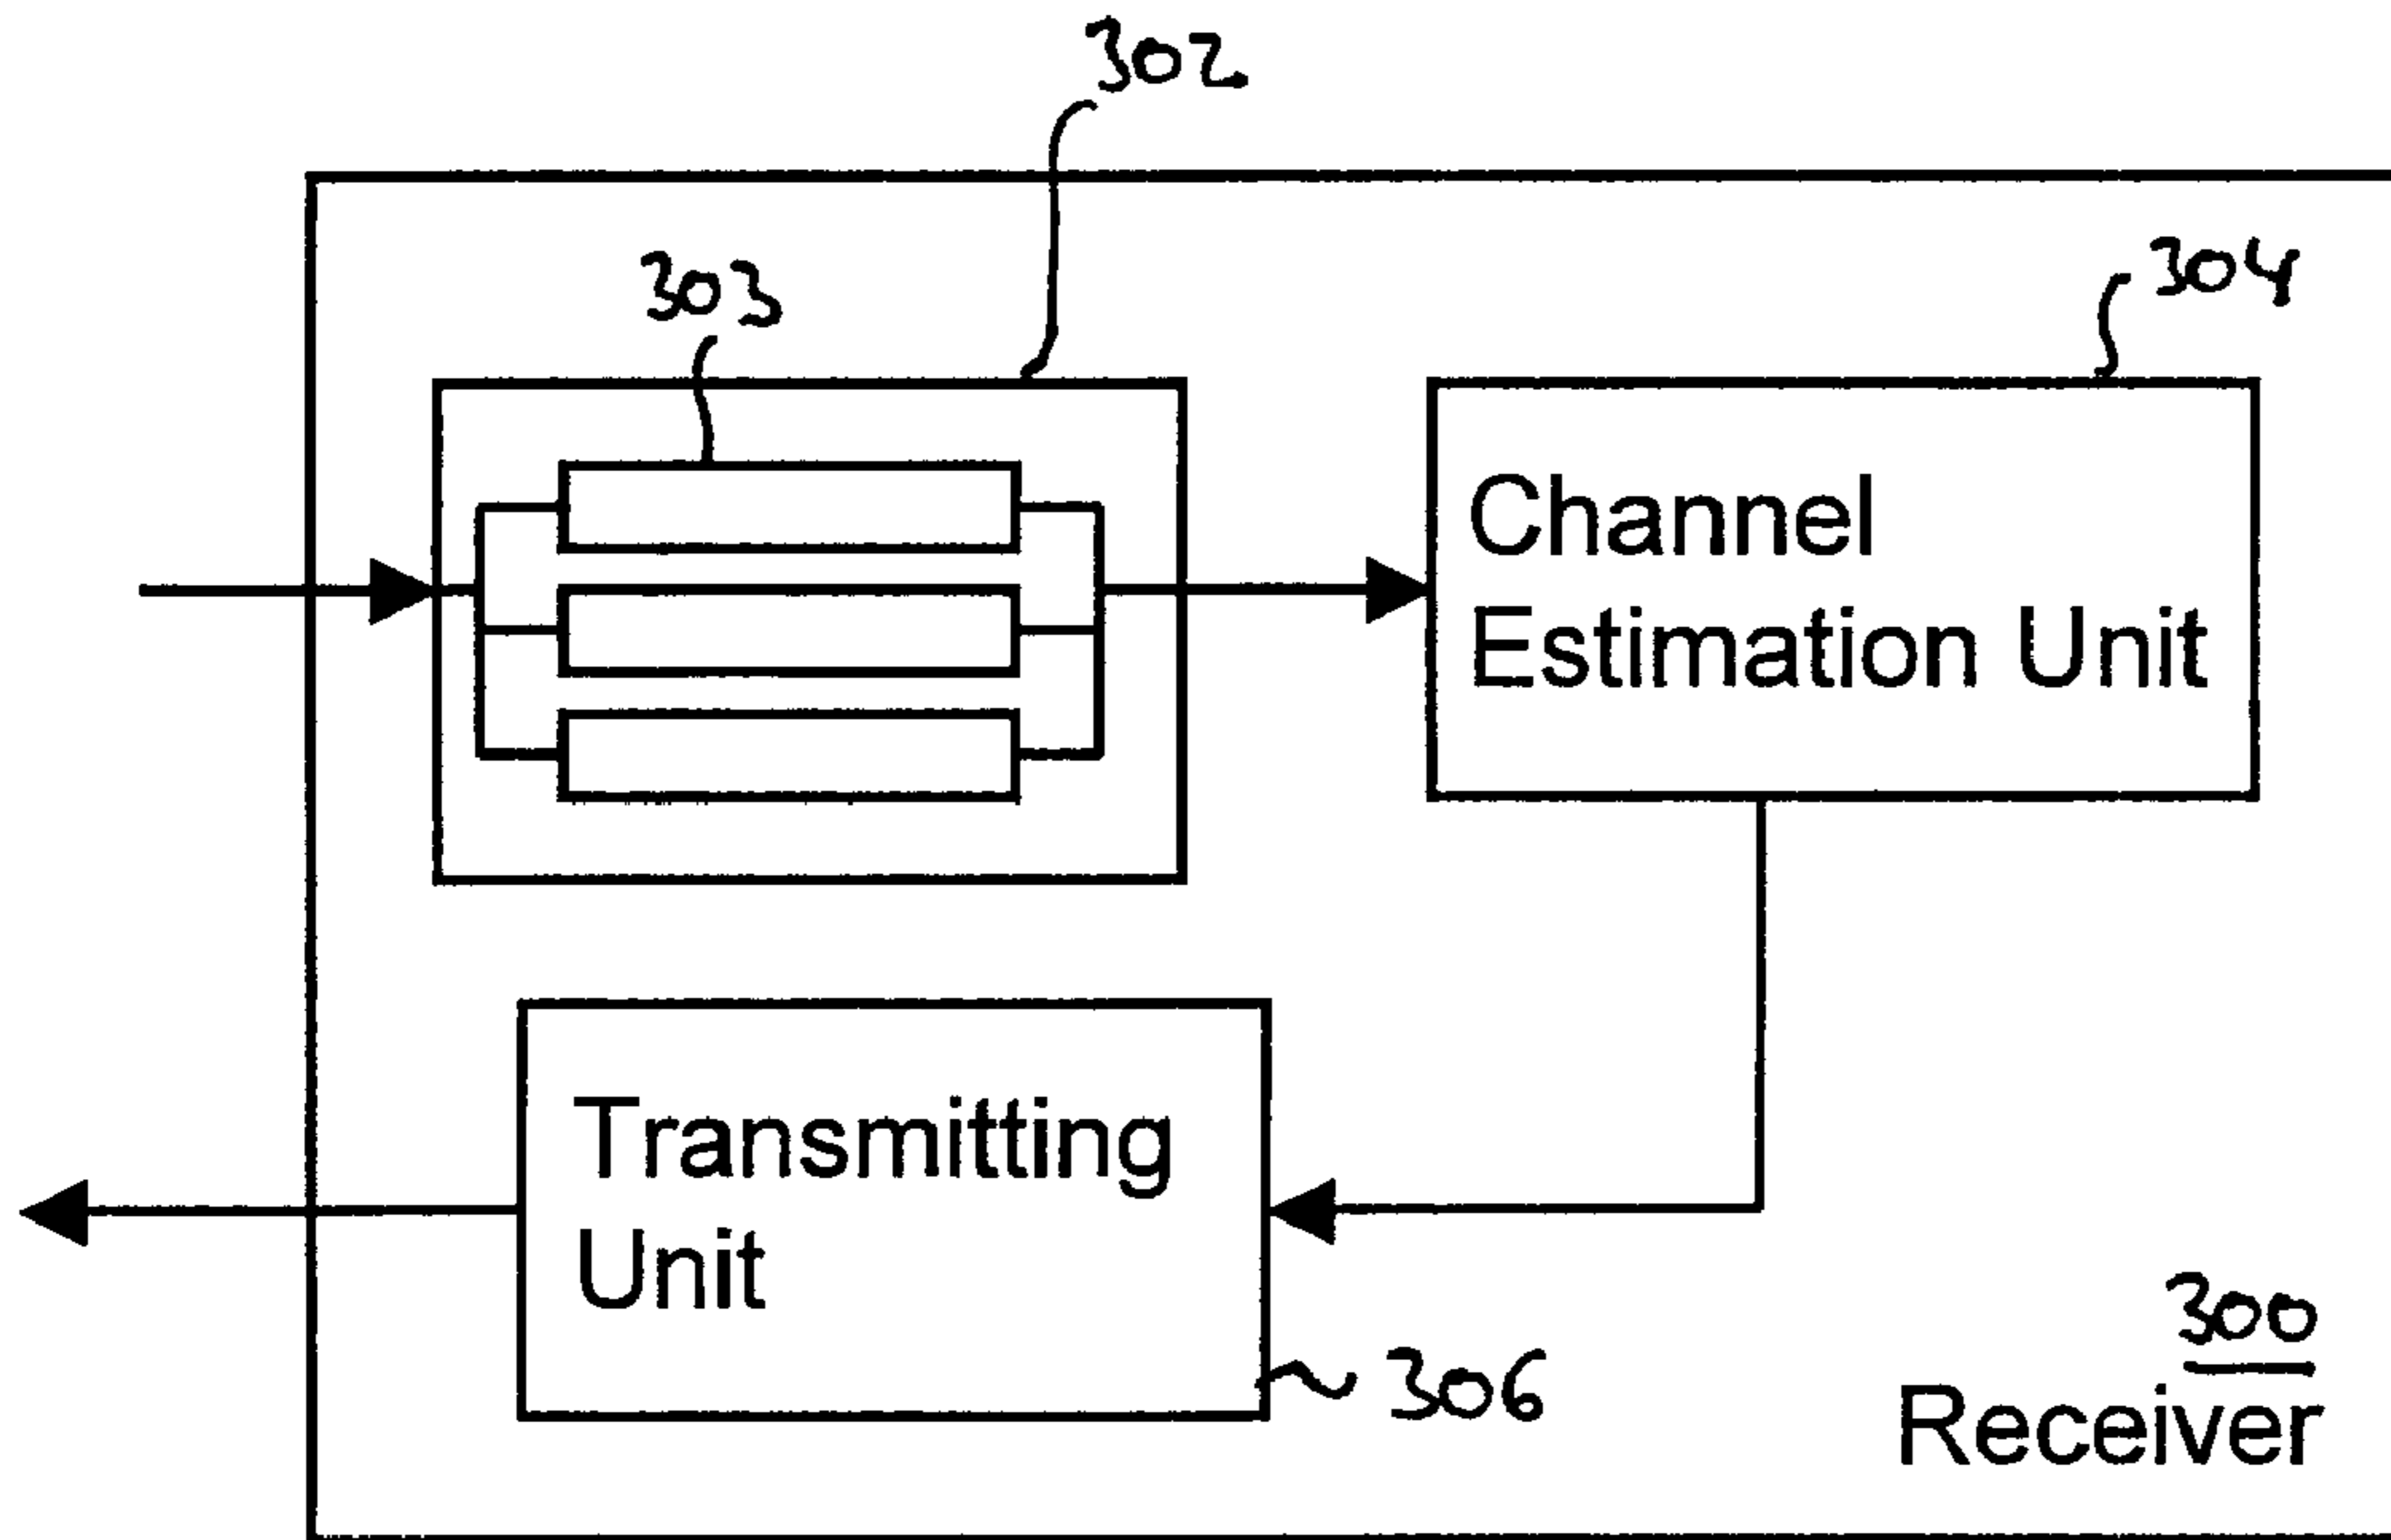 302
303
304
Channel
Estimation Unit
Transmitting
Unit
306
300
Receiver